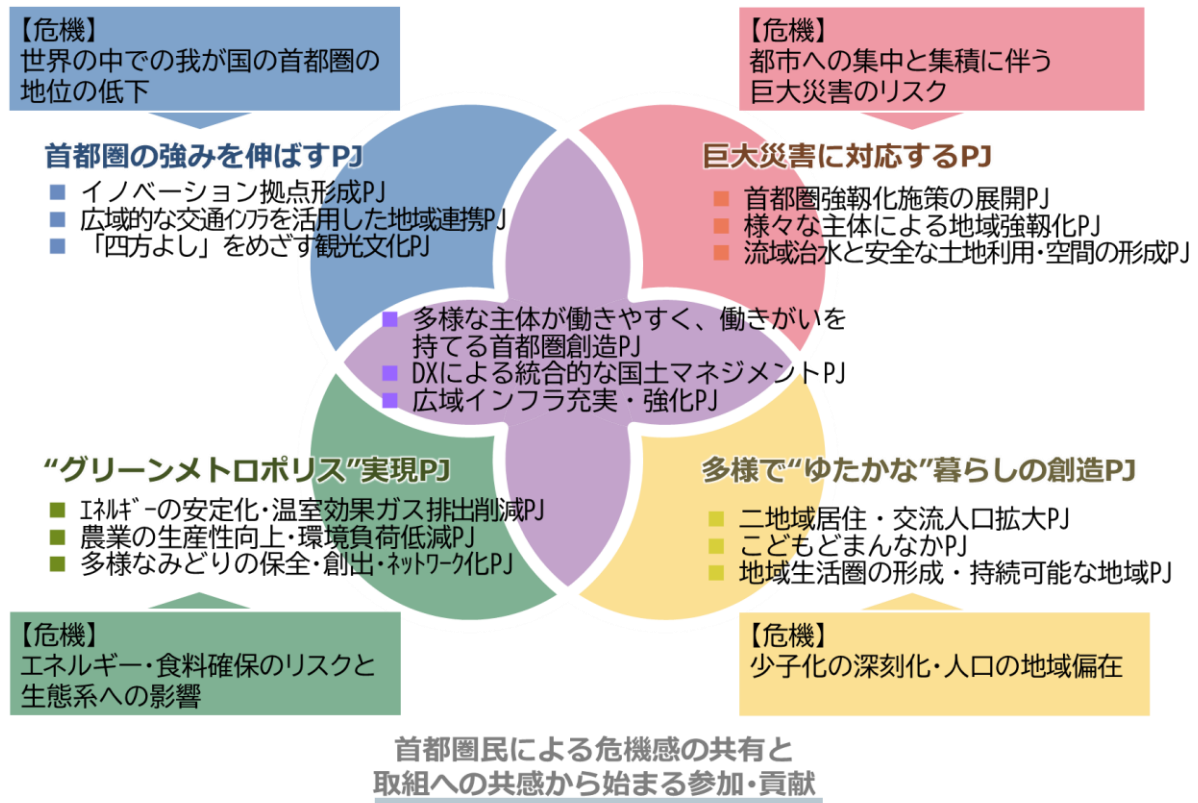 【危機】
世界の中での我が国の首都圏の
地位の低下
首都圏の強みを伸ばすPJ
■ イノベーション拠点形成PJ
■ 広域的な交通ｲﾝﾌﾗを活用した地域連携PJ
■ 「四方よし」をめざす観光文化PJ
【危機】
都市への集中と集積に伴う
巨大災害のリスク
巨大災害に対応するPJ
■ 首都圏強靱化施策の展開PJ
■ 様々な主体による地域強靱化PJ
■ 流域治水と安全な土地利用･空間の形成PJ
■ 多様な主体が働きやすく、働きがいを
持てる首都圏創造PJ
■ DXによる統合的な国土マネジメントPJ
■ 広域インフラ充実・強化PJ
“グリーンメトロポリス”実現PJ
■ ｴﾈﾙｷﾞｰの安定化･温室効果ガス排出削減PJ
■ 農業の生産性向上･環境負荷低減PJ
■ 多様なみどりの保全･創出･ﾈｯﾄﾜｰｸ化PJ
【危機】
エネルギー･食料確保のリスクと
生態系への影響
多様で“ゆたかな”暮らしの創造PJ
■ 二地域居住・交流人口拡大PJ
■ こどもどまんなかPJ
■ 地域生活圏の形成・持続可能な地域PJ
【危機】
少子化の深刻化･人口の地域偏在
首都圏民による危機感の共有と
取組への共感から始まる参加･貢献